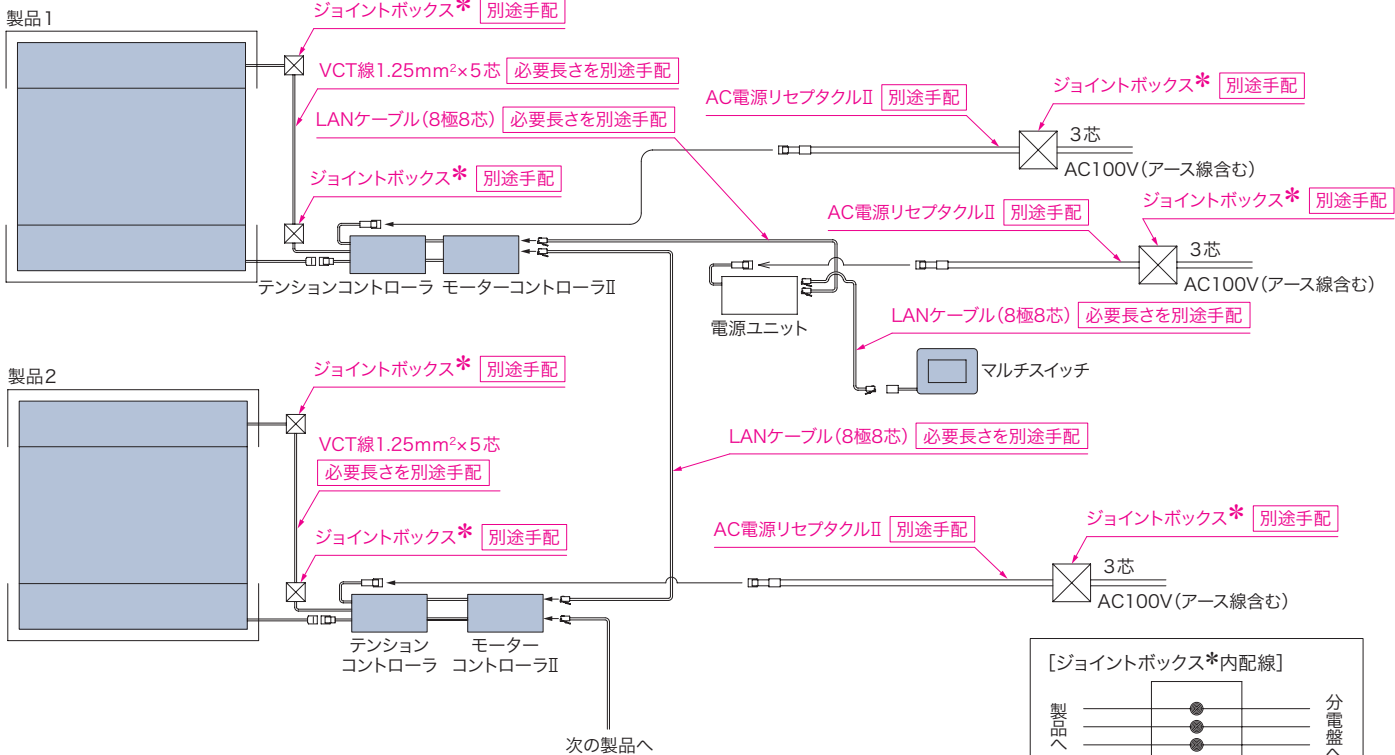 製品1
ジョイントボックス* 別途手配
VCT線1.25mm²×5芯 必要長さを別途手配
LANケーブル(8極8芯) 必要長さを別途手配
ジョイントボックス* 別途手配
テンションコントローラ モーターコントローラⅡ
AC電源リセプタクルⅡ 別途手配
ジョイントボックス* 別途手配
3芯
AC100V(アース線含む)
AC電源リセプタクルⅡ 別途手配
ジョイントボックス* 別途手配
3芯
AC100V(アース線含む)
電源ユニット
LANケーブル(8極8芯) 必要長さを別途手配
マルチスイッチ
製品2
ジョイントボックス* 別途手配
VCT線1.25mm²×5芯
必要長さを別途手配
ジョイントボックス* 別途手配
LANケーブル(8極8芯) 必要長さを別途手配
AC電源リセプタクルⅡ 別途手配
ジョイントボックス* 別途手配
3芯
AC100V(アース線含む)
テンション
コントローラ
モーター
コントローラⅡ
次の製品へ
[ジョイントボックス*内配線]
製品へ
分電盤へ